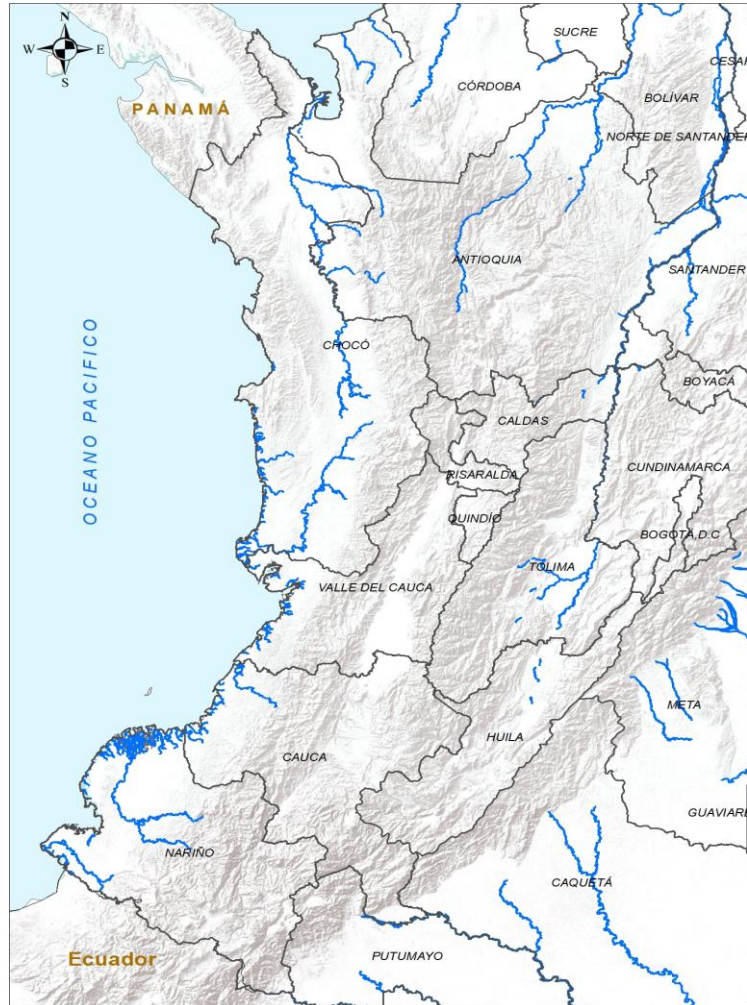 N
W E
S
SUCRE
CESAR
CÓRDOBA
BOLÍVAR
PANAMÁ
NORTE DE SANTANDER
ANTIOQUIA
SANTANDER
CHOCÓ
BOYACÁ
OCEANO PACIFICO
CALDAS
CUNDINAMARCA
RISARALDA
QUINDÍO
BOGOTÁ,D.C
TOLIMA
VALLE DEL CAUCA
META
HUILA
CAUCA
GUAVIARE
NARIÑO
CAQUETÁ
Ecuador
PUTUMAYO